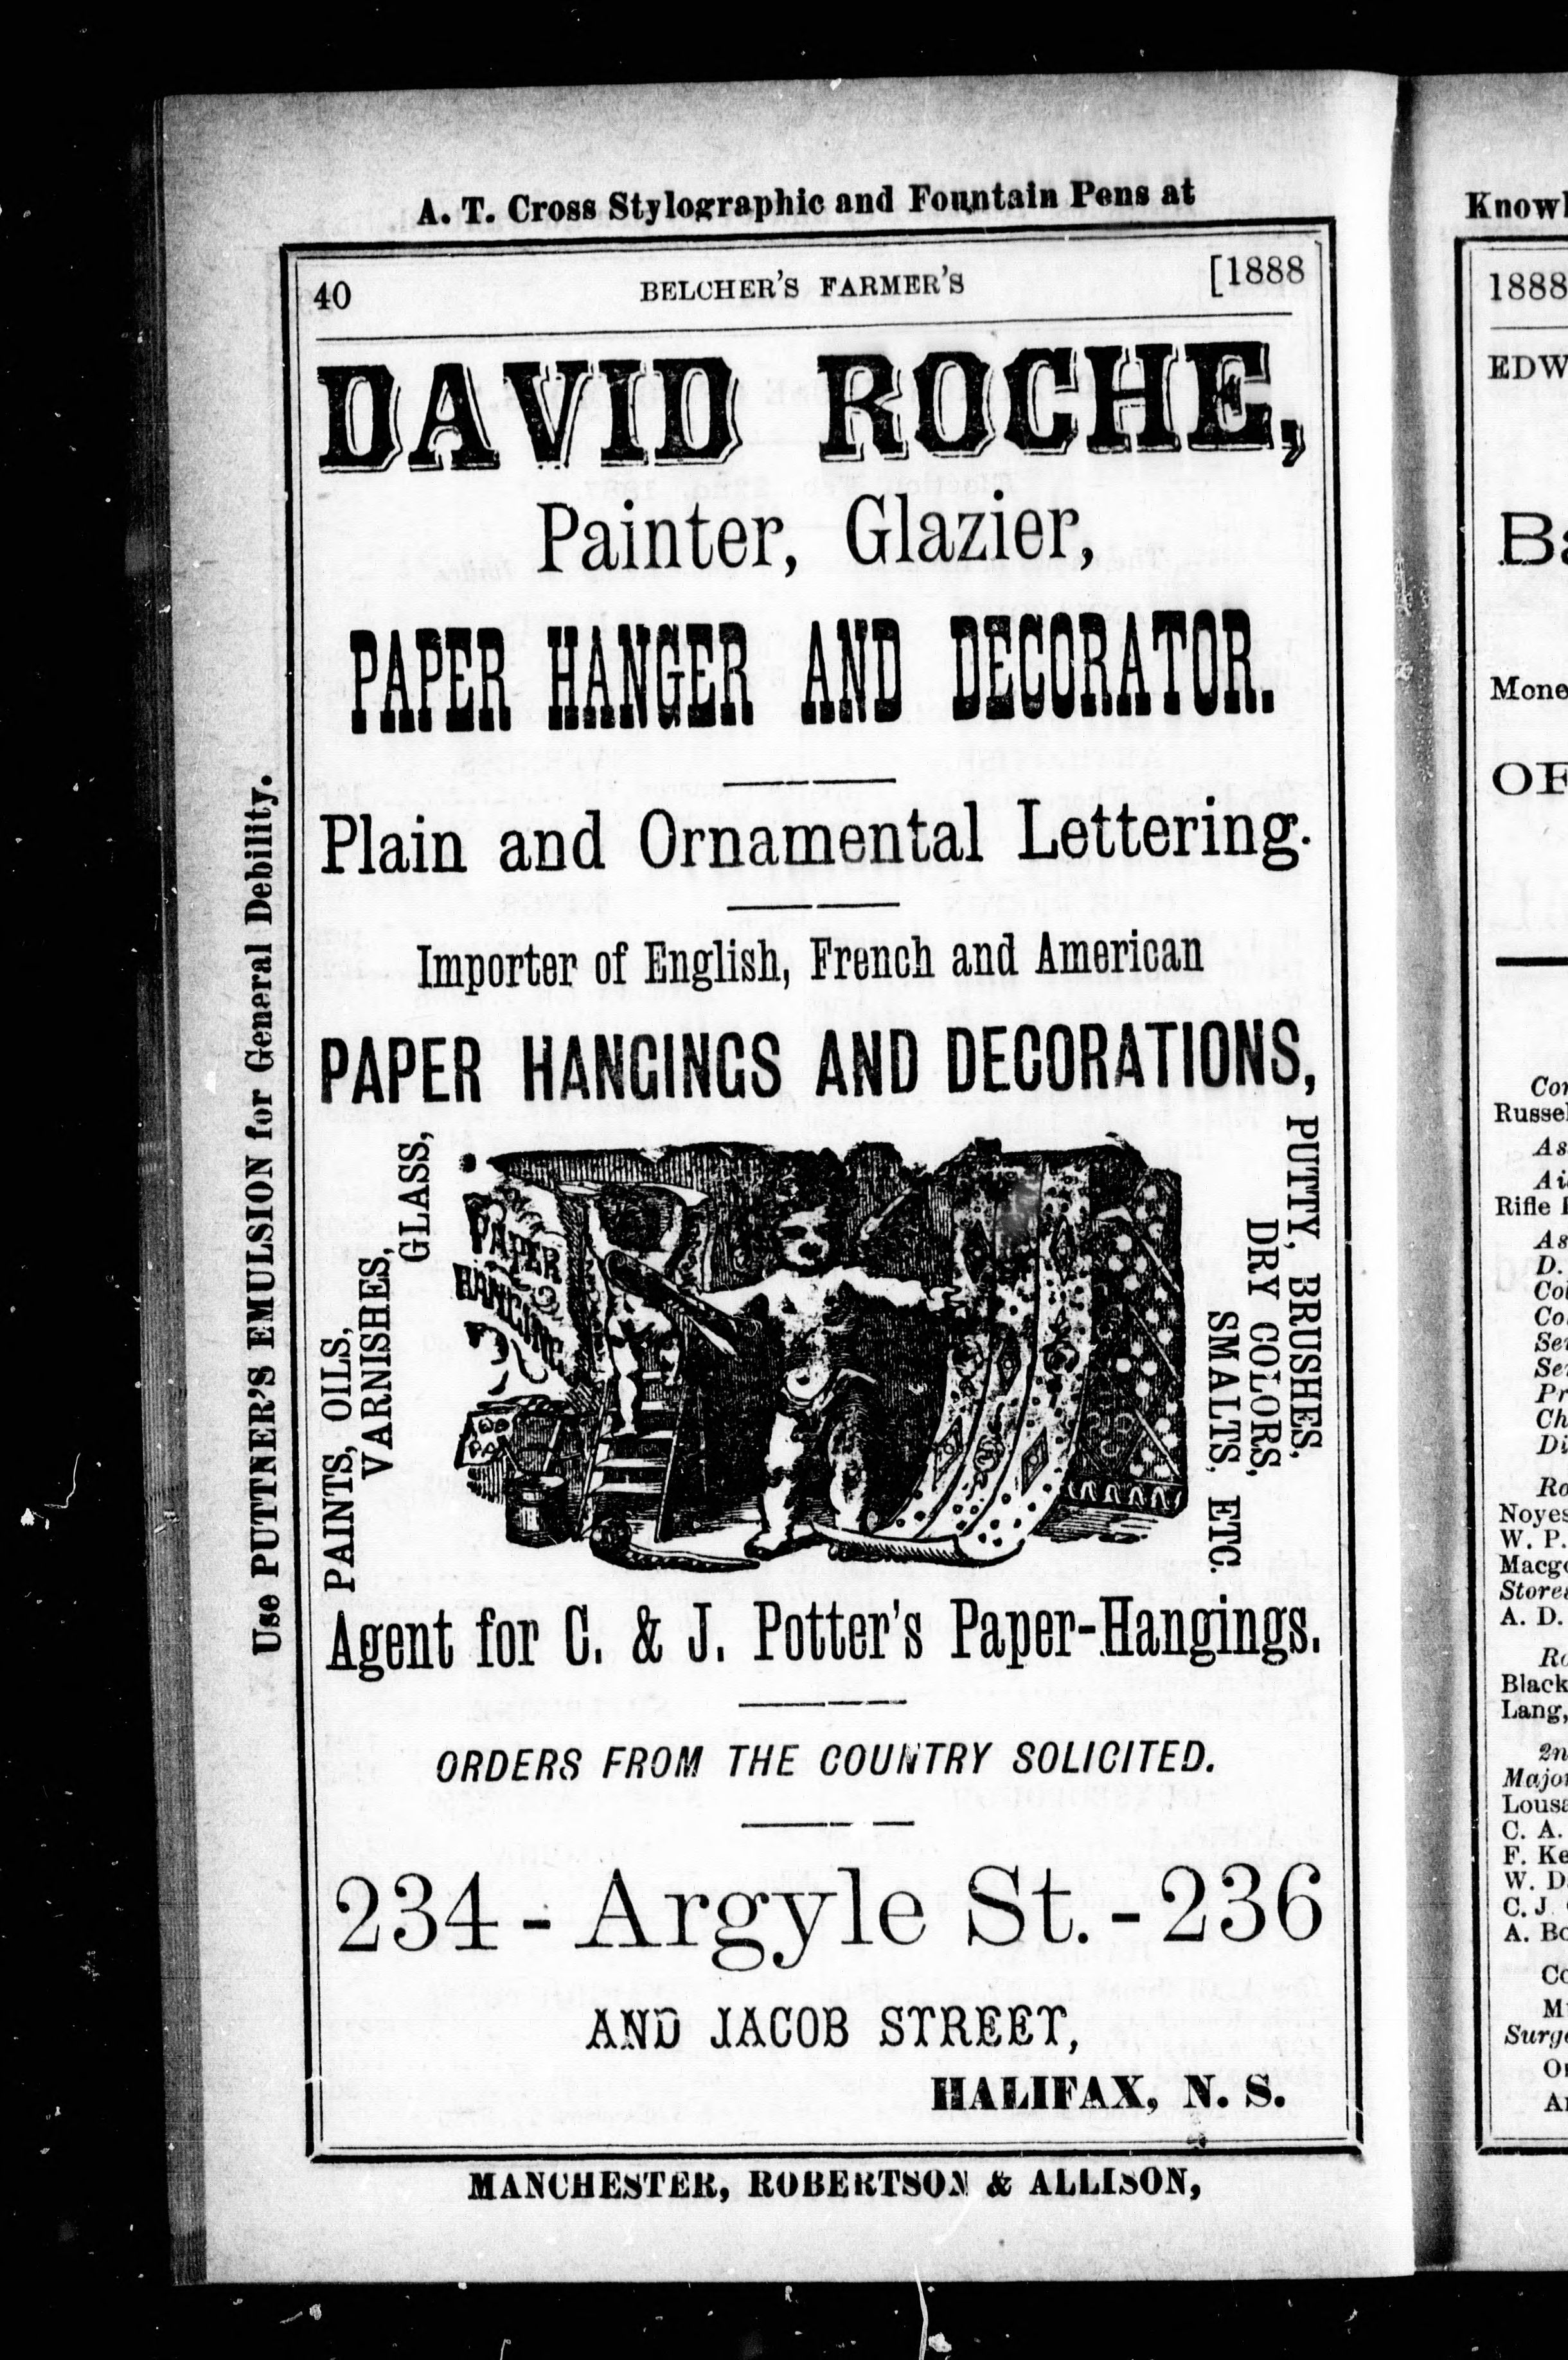 A. T. Cross Stylographic and Fountain Pens at
40 BELCHER'S FARMER'S [1888
DAVID ROCHE,
Painter, Glazier,
PAPER HANGER AND DECORATOR.
Plain and Ornamental Lettering.
Importer of English, French and American
PAPER HANGINGS AND DECORATIONS,
PAINTS, OILS,
VARNISHES,
GLASS,
PAPER
HANGING
PUTTY, BRUSHES,
DRY COLORS,
SMALTS, ETC.
Agent for C. & J. Potter's Paper-Hangings.
ORDERS FROM THE COUNTRY SOLICITED.
234 - Argyle St. - 236
AND JACOB STREET,
HALIFAX, N. S.
MANCHESTER, ROBERTSON & ALLISON,
Use PUTTNER'S EMULSION for General Debility.
1888
EDW
Mone
OF
Russel
Rifle
D.
Noyes
W. P.
A. D.
Black
Lang,
2n
Major
C. A.
F. Ke
W. D
C. J
A. Bo